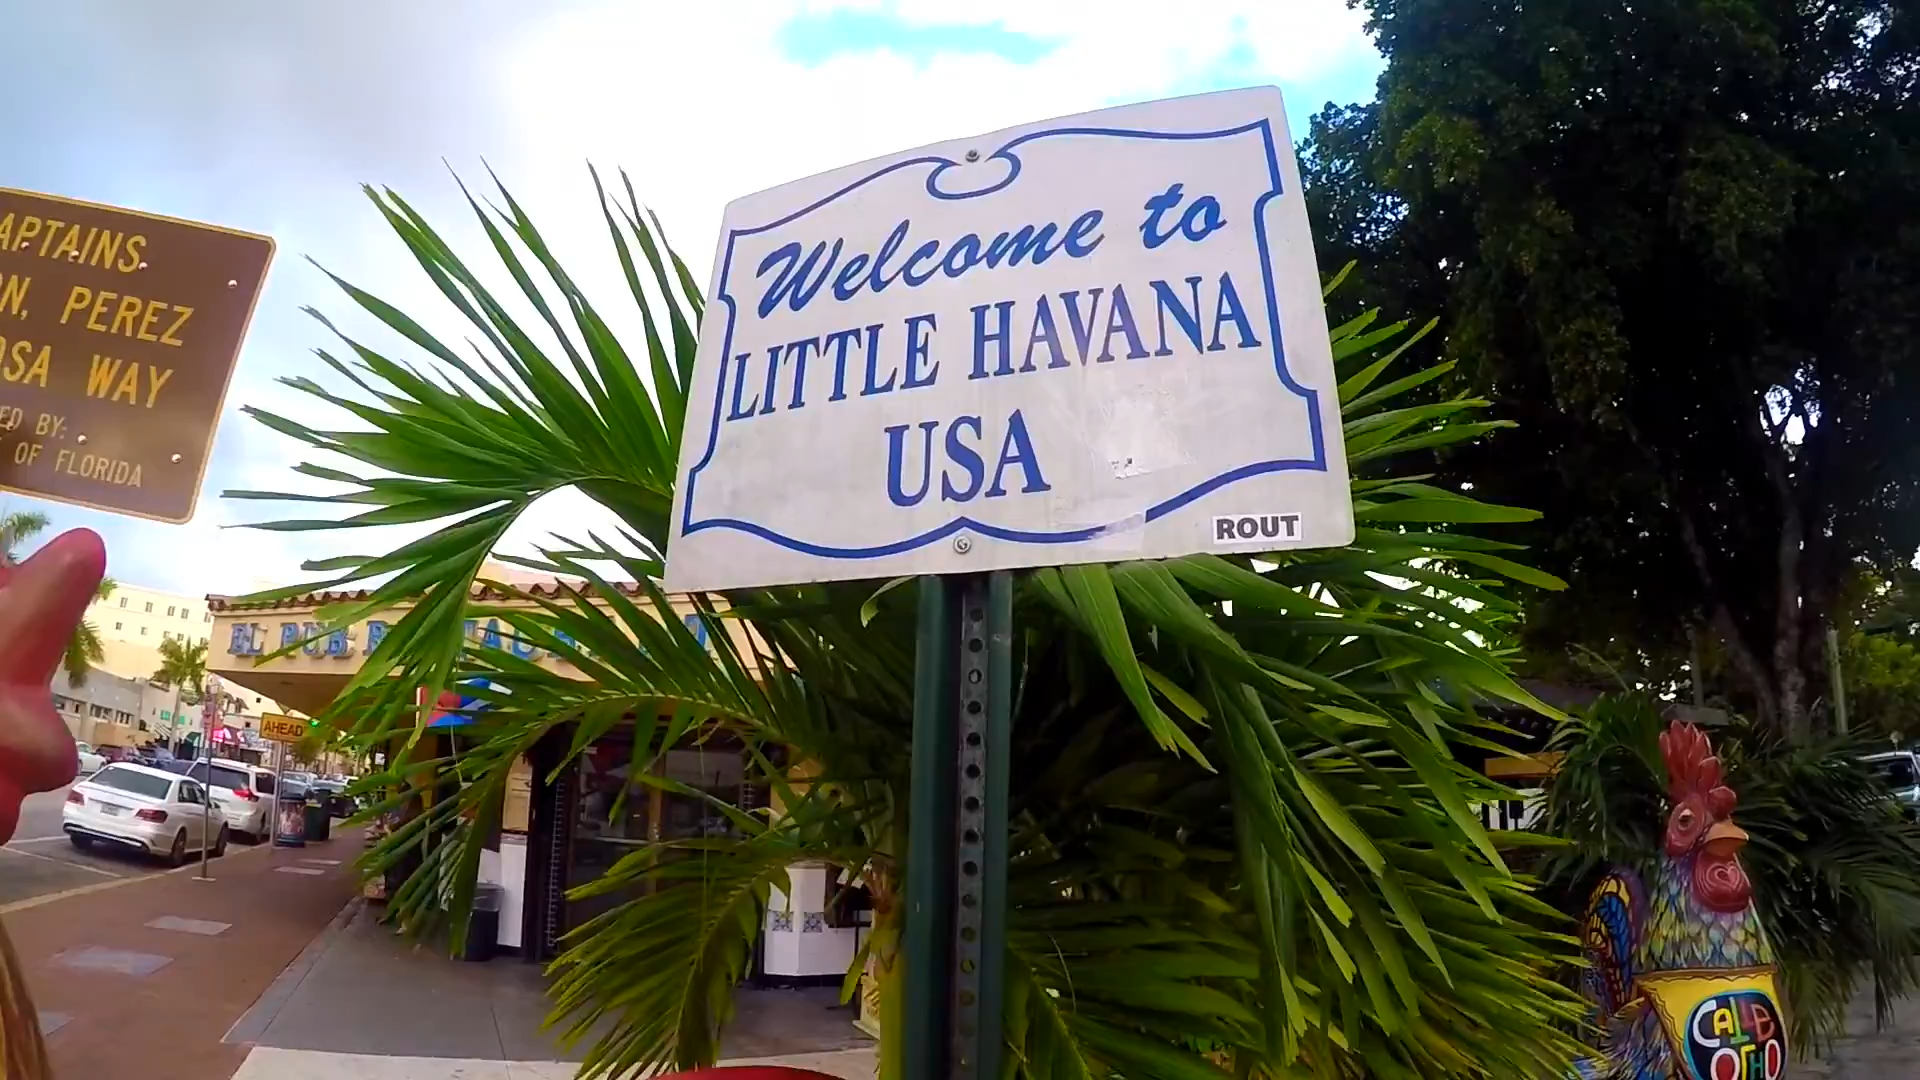 APTAINS
N, PEREZ
OSA WAY
ED BY:
OF FLORIDA
Welcome to
LITTLE HAVANA
USA
ROUT
EL PUB RESTAURANT
AHEAD
CALLE
OCHO